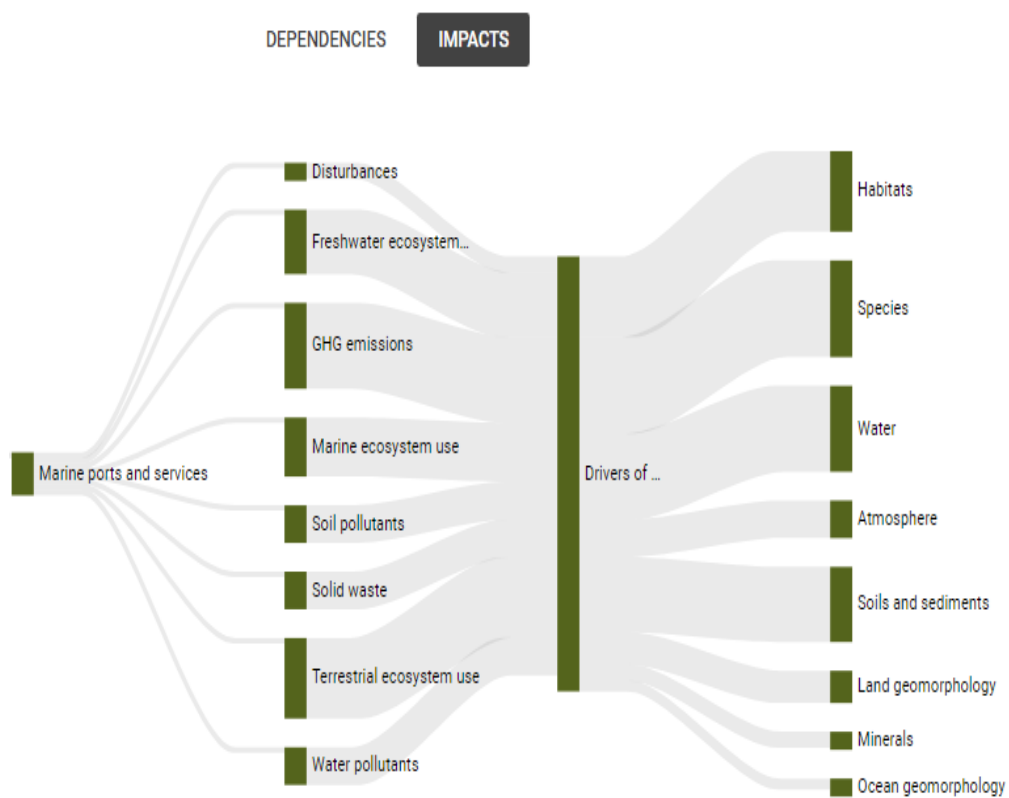 DEPENDENCIES
IMPACTS
Marine ports and services
Disturbances
Freshwater ecosystem...
GHG emissions
Marine ecosystem use
Soil pollutants
Solid waste
Terrestrial ecosystem use
Water pollutants
Drivers of ...
Habitats
Species
Water
Atmosphere
Soils and sediments
Land geomorphology
Minerals
Ocean geomorphology